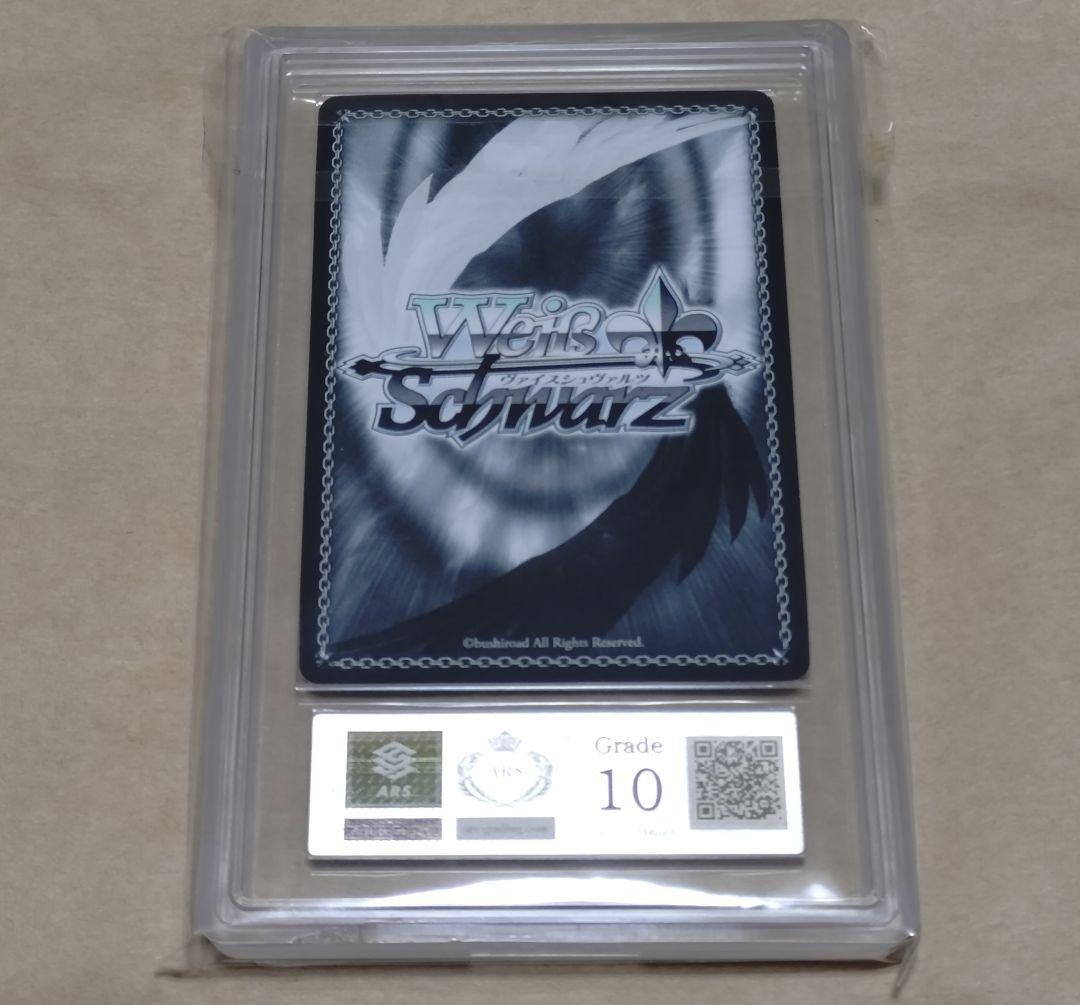 Weiß
ヴァイスシュヴァルツ
Schwarz
©bushiroad All Rights Reserved.
ARS
ARS
Grade
10